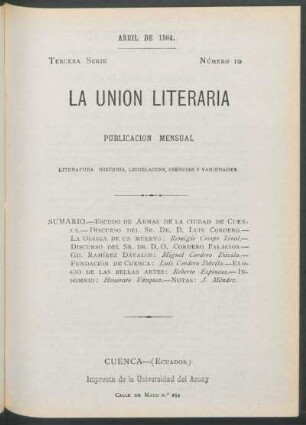 ABRIL DE 1904.
TERCERA SERIE NÚMERO 10
LA UNION LITERARIA
PUBLICACION MENSUAL
LITERATURA HISTORIA, LEGISLACION, CIENCIAS Y VARIEDADES.
SUMARIO.—ESCUDO DE ARMAS DE LA CIUDAD DE CUEN-
CA.—DISCURSO DEL SR. DR. D. LUIS CORDERO.—
LA ODISEA DE UN MUERTO: Remigio Crespo Toral.—
DISCURSO DEL SR. DR. D. O. CORDERO PALACIOS.—
GIL RAMÍREZ DÁVALOS: Miguel Cordero Dávila.—
FUNDACIÓN DE CUENCA: Luis Cordero Dávila.—ELO-
GIO DE LAS BELLAS ARTES: Roberto Espinosa.—IN-
SOMNIO: Honorato Vázquez.—NOTAS: J. Méndez.
CUENCA—(ECUADOR)
Imprenta de la Universidad del Azuay
CALLE DE MALO n.º